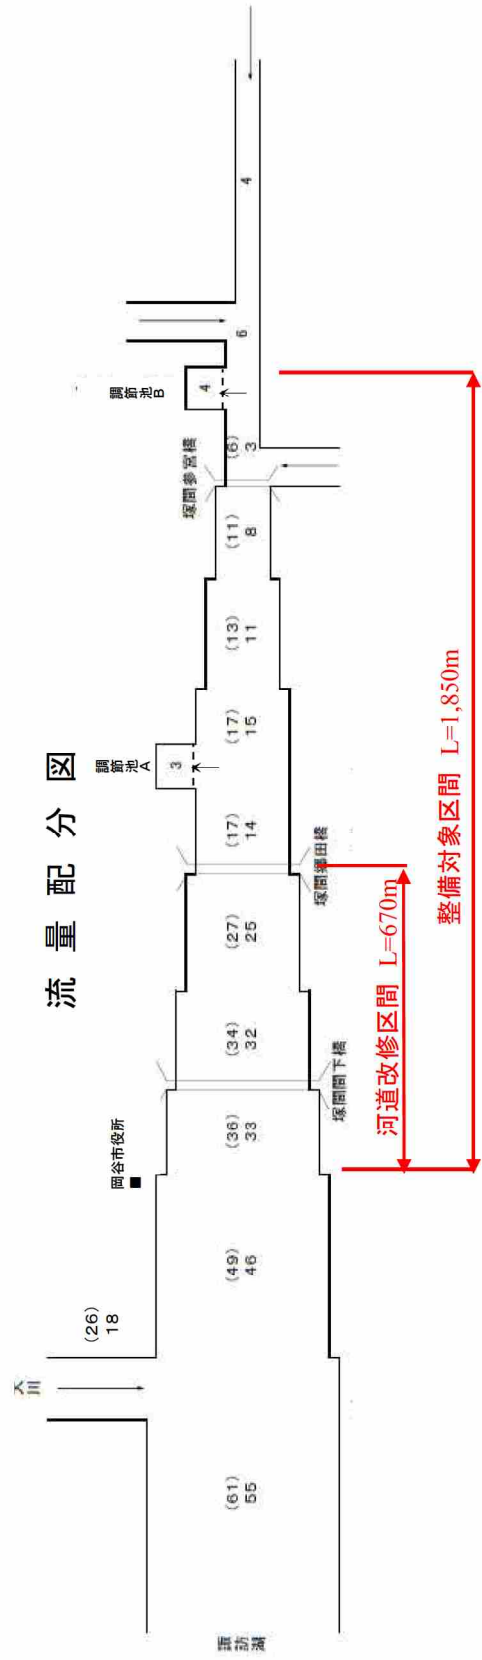 流量配分図
大川
(26)
18
岡谷市役所
調節池A
3
調節池B
4
諏訪湖
(61)
55
(49)
46
(36)
33
(34)
32
(27)
25
(17)
14
(17)
15
(13)
11
(11)
8
(6)
3
6
4
塚間参宮橋
塚間郷田橋
塚間間下橋
河道改修区間 L=670m
整備対象区間 L=1,850m